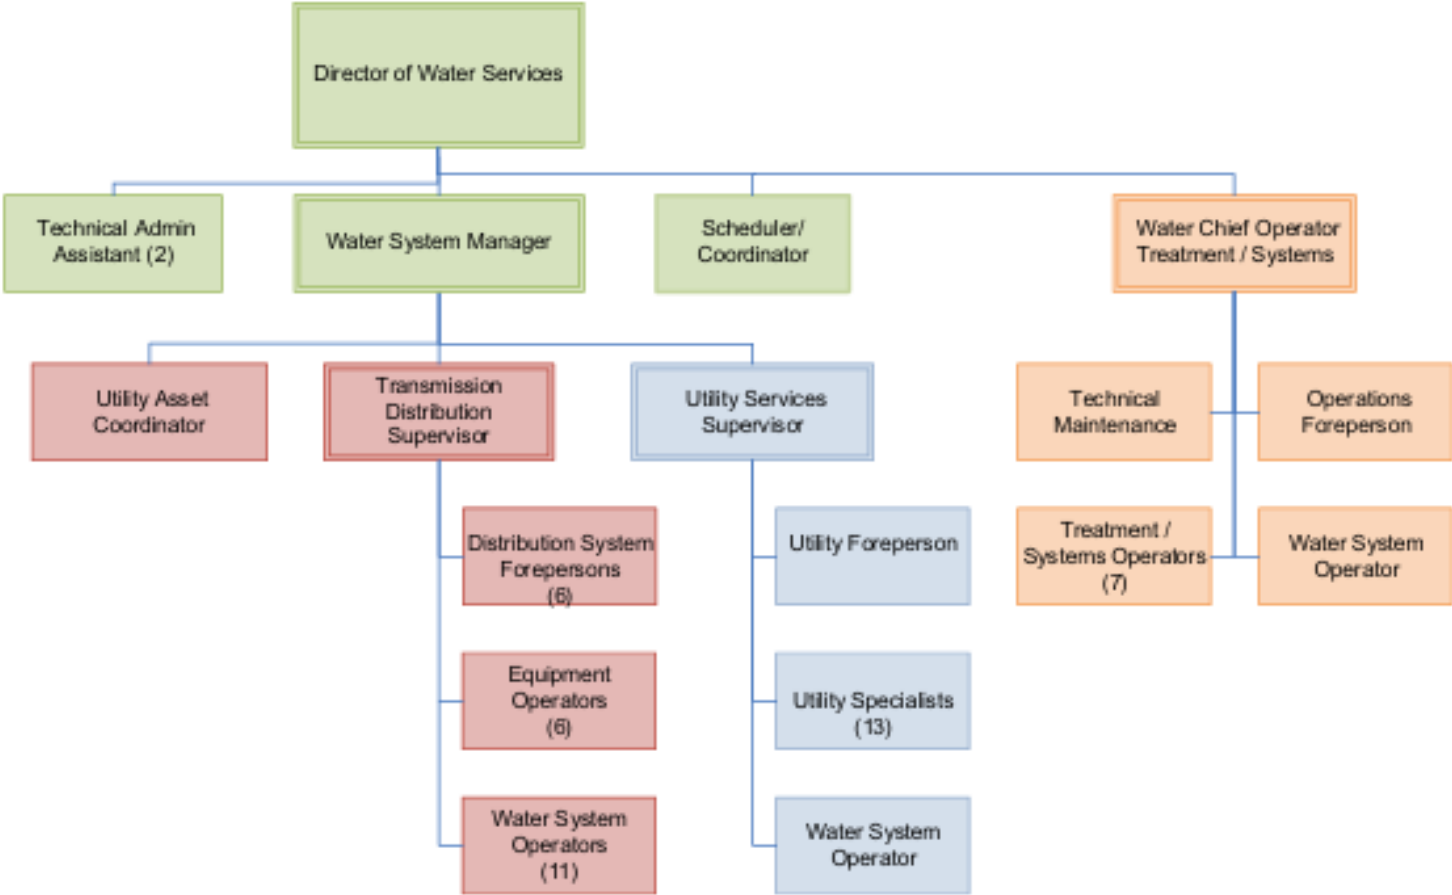 Director of Water Services
Technical Admin
Assistant (2)
Water System Manager
Scheduler/
Coordinator
Water Chief Operator
Treatment / Systems
Utility Asset
Coordinator
Transmission
Distribution
Supervisor
Utility Services
Supervisor
Technical
Maintenance
Operations
Foreperson
Distribution System
Forepersons
(6)
Utility Foreperson
Treatment /
Systems Operators
(7)
Water System
Operator
Equipment
Operators
(6)
Utility Specialists
(13)
Water System
Operators
(11)
Water System
Operator